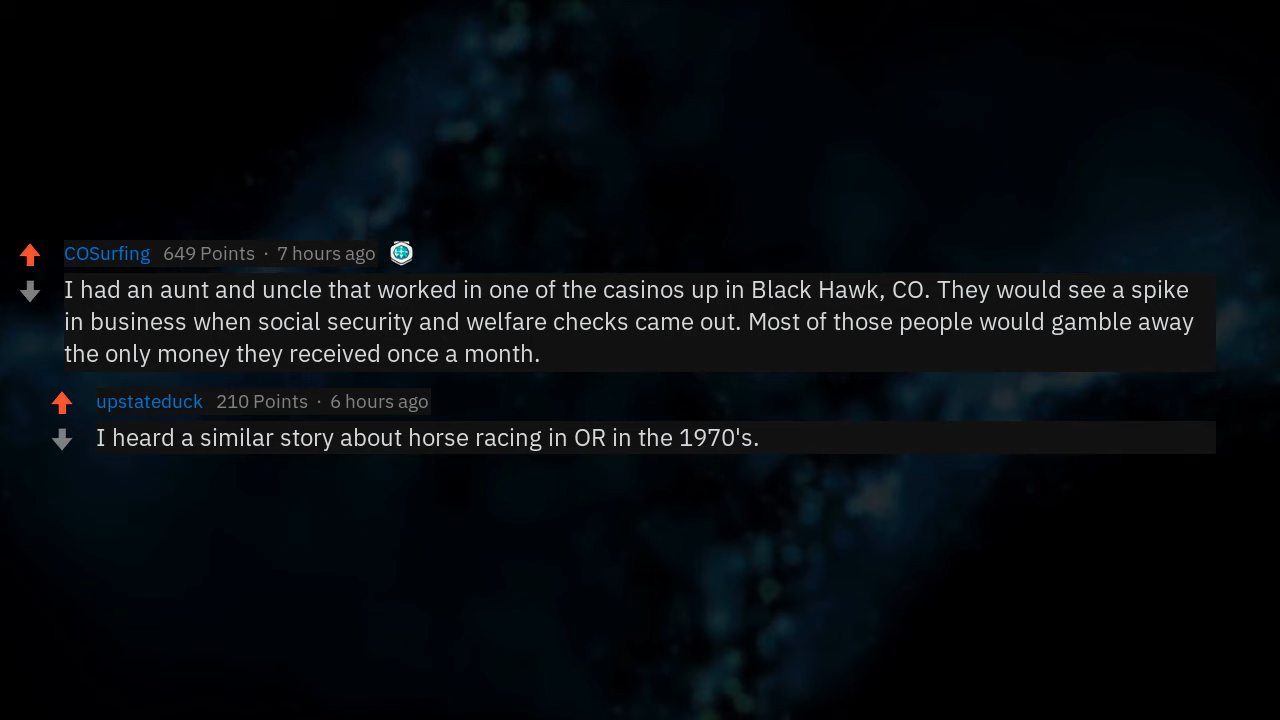 COSurfing 649 Points · 7 hours ago
I had an aunt and uncle that worked in one of the casinos up in Black Hawk, CO. They would see a spike
in business when social security and welfare checks came out. Most of those people would gamble away
the only money they received once a month.
upstateduck 210 Points · 6 hours ago
I heard a similar story about horse racing in OR in the 1970's.